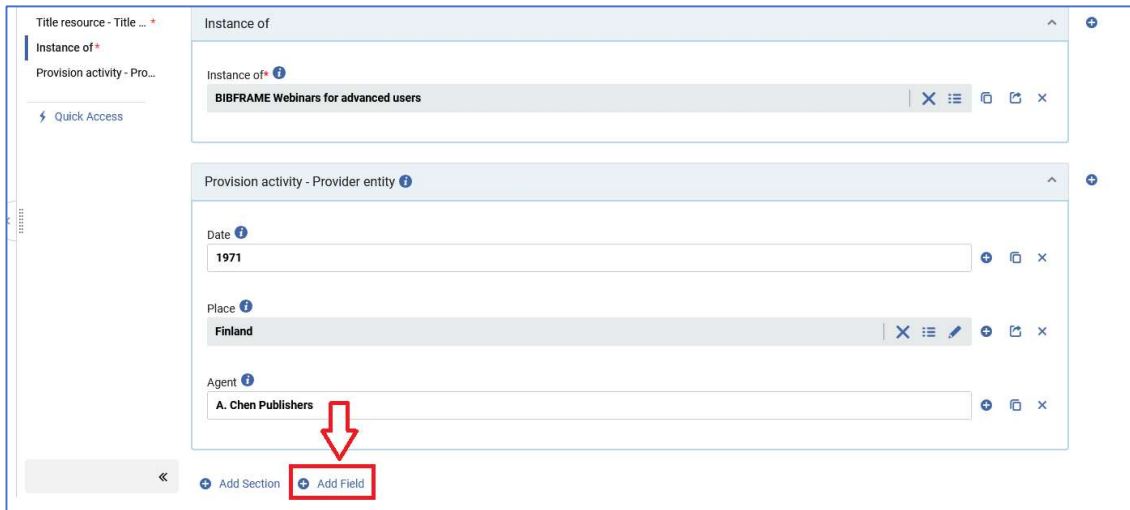 Title resource - Title ... *
Instance of*
Provision activity - Pro...
Quick Access
Instance of
Instance of*
BIBFRAME Webinars for advanced users
Provision activity - Provider entity
Date
1971
Place
Finland
Agent
A. Chen Publishers
Add Section Add Field